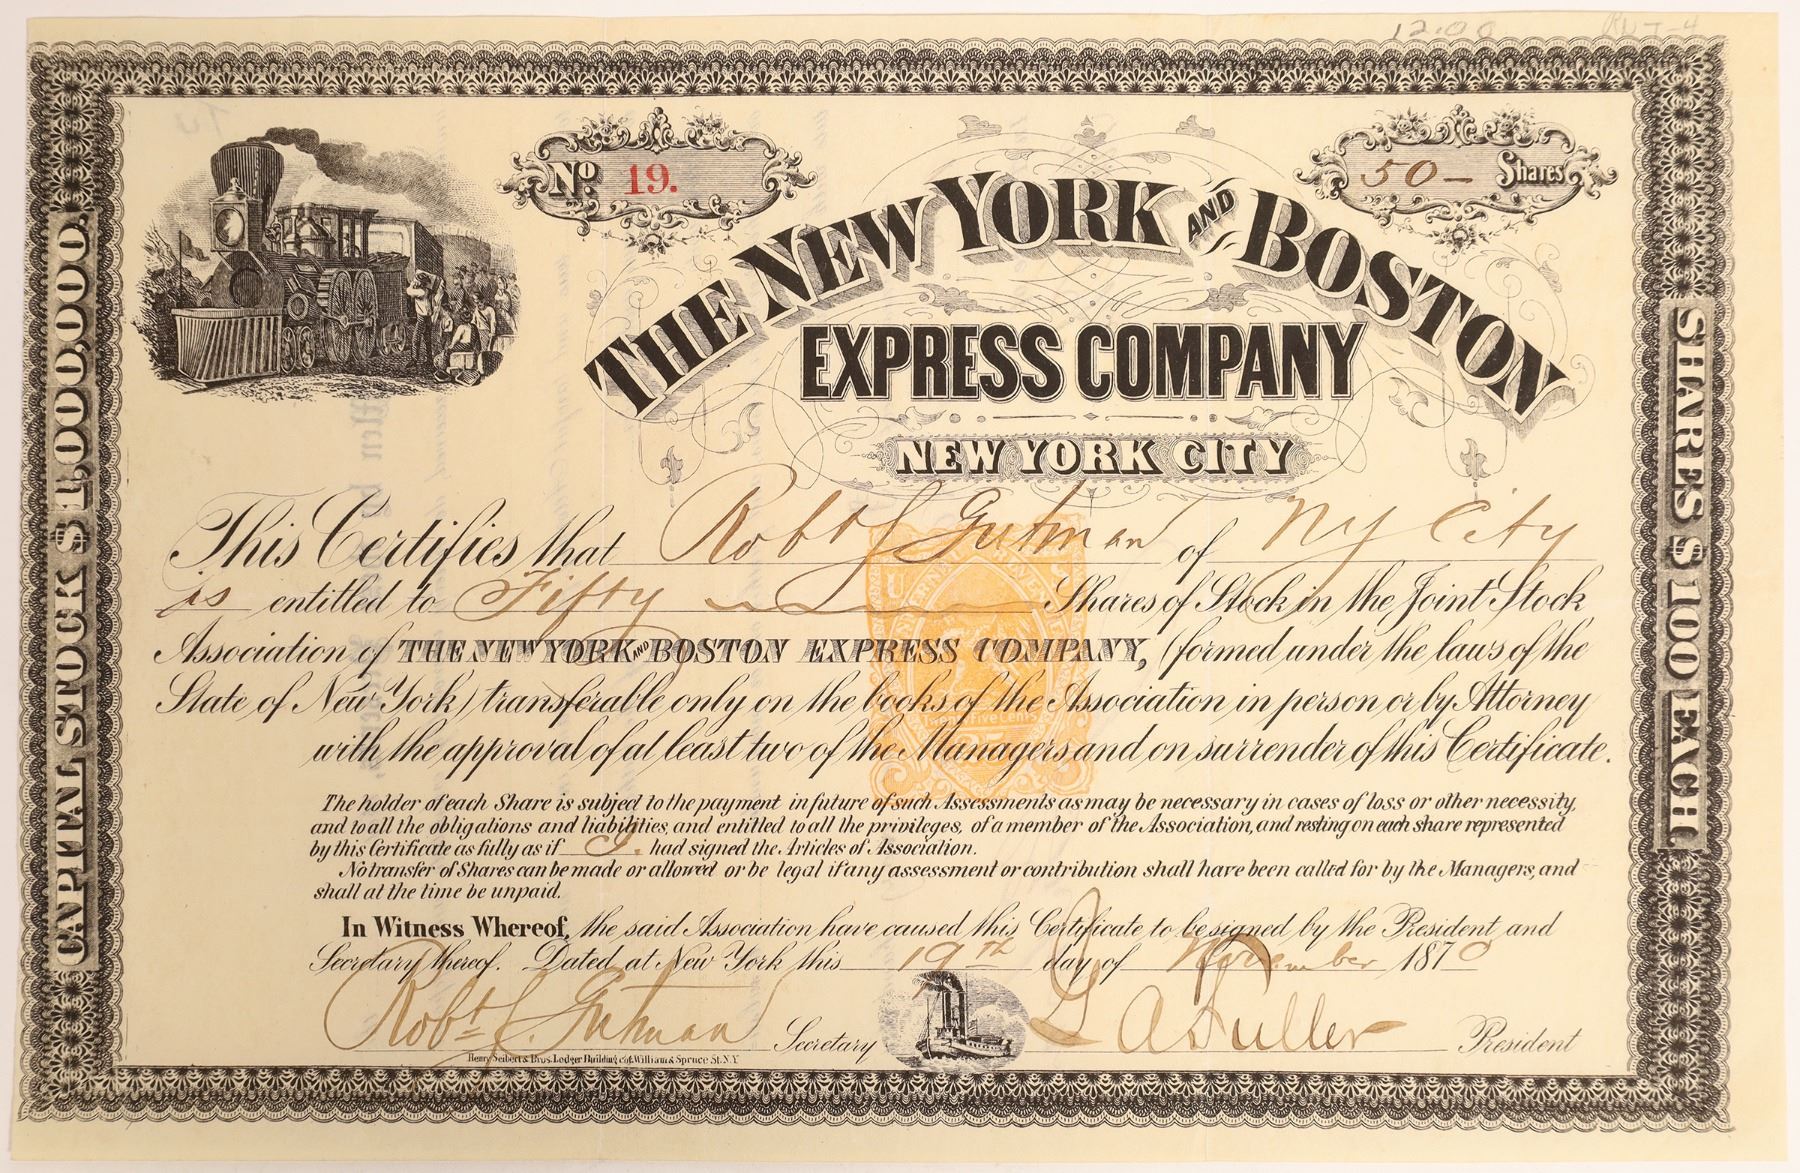 12.00
No. 19.
50 — Shares
THE NEW YORK AND BOSTON
EXPRESS COMPANY
NEW YORK CITY
CAPITAL STOCK $1,000,000.
SHARES $100 EACH
This Certifies that Robt J Gutman of NY City
is entitled to Fifty Shares of Stock in the Joint Stock
Association of THE NEW YORK AND BOSTON EXPRESS COMPANY, (formed under the laws of the
State of New York) transferable only on the books of the Association in person or by Attorney
with the approval of at least two of the Managers and on surrender of this Certificate.
Twenty Five Cents
The holder of each Share is subject to the payment in future of such Assessments as may be necessary in cases of loss or other necessity,
and to all the obligations and liabilities, and entitled to all the privileges, of a member of the Association, and resting on each share represented
by this Certificate as fully as if I. had signed the Articles of Association.
No transfer of Shares can be made or allowed or be legal if any assessment or contribution shall have been called for by the Managers, and
shall at the time be unpaid.
In Witness Whereof, the said Association have caused this Certificate to be signed by the President and
Secretary thereof. Dated at New York this 19th day of November 1870
Robt J. Gutman Secretary
A Fuller President
Henry Seibert & Bros. Ledger Building cor. William & Spruce St. N.Y.